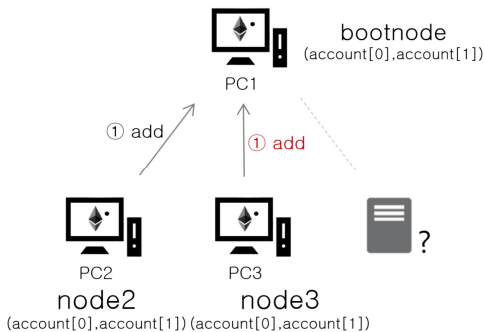 bootnode
(account[0],account[1])
PC1
① add
① add
?
PC2
PC3
node2
node3
(account[0],account[1])
(account[0],account[1])